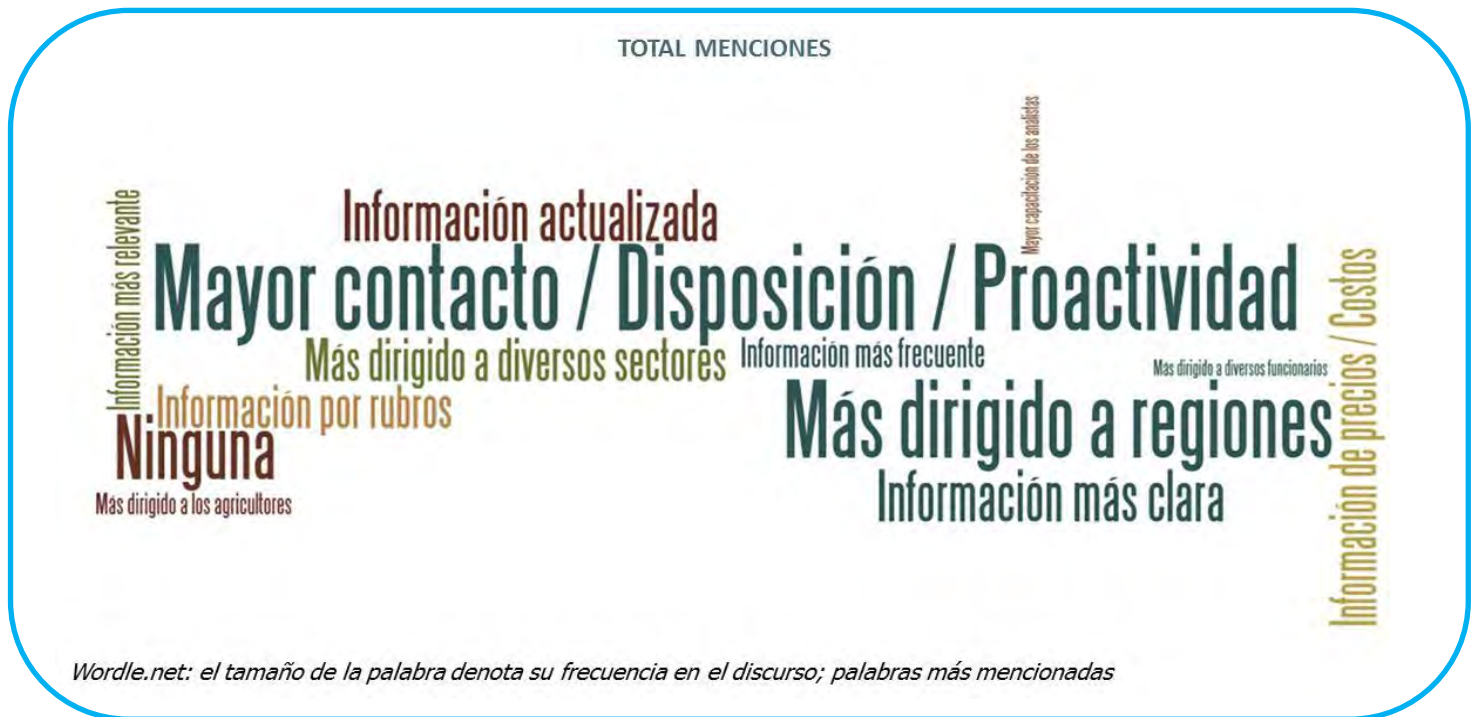 TOTAL MENCIONES
Mayor capacitacion de los analistas
Información más relevante
Información actualizada
Mayor contacto / Disposición / Proactividad
Más dirigido a diversos sectores
Información más frecuente
Mas dirigido a diversos funcionarios
Información de precios / Costos
Información por rubros
Más dirigido a regiones
Ninguna
Información más clara
Más dirigido a los agricultores
Wordle.net: el tamaño de la palabra denota su frecuencia en el discurso; palabras más mencionadas